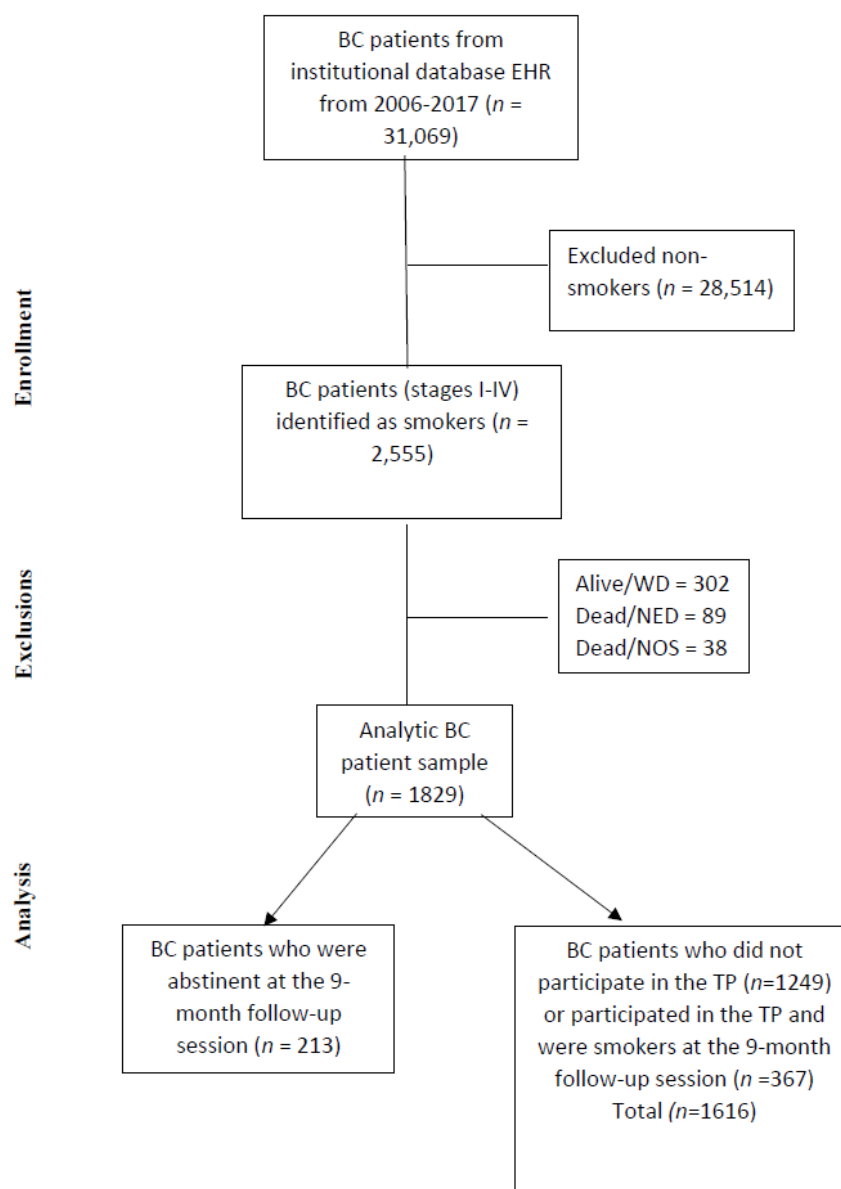 BC patients from
institutional database EHR
from 2006-2017 (n =
31,069)
Excluded non-
smokers (n = 28,514)
Enrollment
BC patients (stages I-IV)
identified as smokers (n =
2,555)
Alive/WD = 302
Dead/NED = 89
Dead/NOS = 38
Exclusions
Analytic BC
patient sample
(n = 1829)
Analysis
BC patients who were
abstinent at the 9-
month follow-up
session (n = 213)
BC patients who did not
participate in the TP (n=1249)
or participated in the TP and
were smokers at the 9-month
follow-up session (n =367)
Total (n=1616)